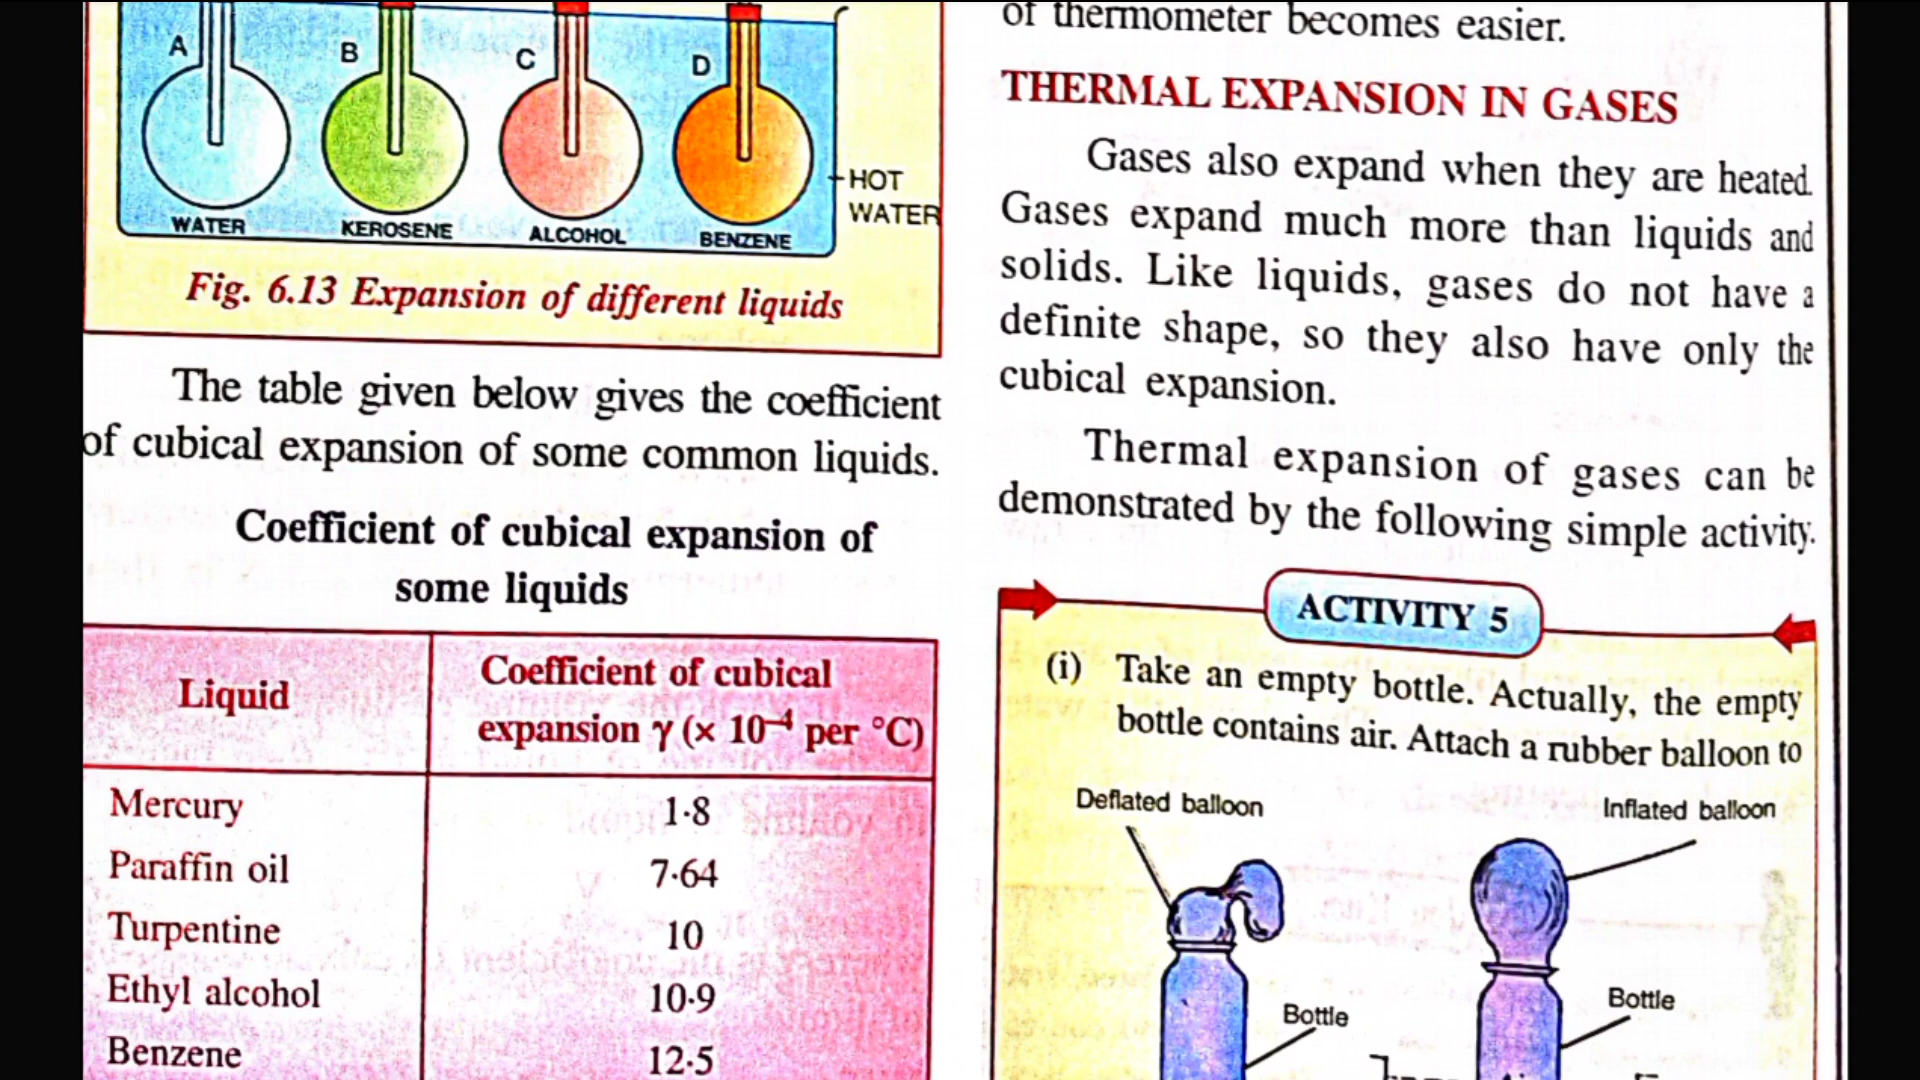 A
B
C
D
HOT
WATER
WATER
KEROSENE
ALCOHOL
BENZENE
Fig. 6.13 Expansion of different liquids
The table given below gives the coefficient
of cubical expansion of some common liquids.
Coefficient of cubical expansion of
some liquids
Liquid
Coefficient of cubical
expansion γ (× 10⁻⁴ per °C)
Mercury 1·8
Paraffin oil 7·64
Turpentine 10
Ethyl alcohol 10·9
Benzene 12·5
of thermometer becomes easier.
THERMAL EXPANSION IN GASES
Gases also expand when they are heated.
Gases expand much more than liquids and
solids. Like liquids, gases do not have a
definite shape, so they also have only the
cubical expansion.
Thermal expansion of gases can be
demonstrated by the following simple activity.
ACTIVITY 5
(i) Take an empty bottle. Actually, the empty
bottle contains air. Attach a rubber balloon to
Deflated balloon
Inflated balloon
Bottle
Bottle